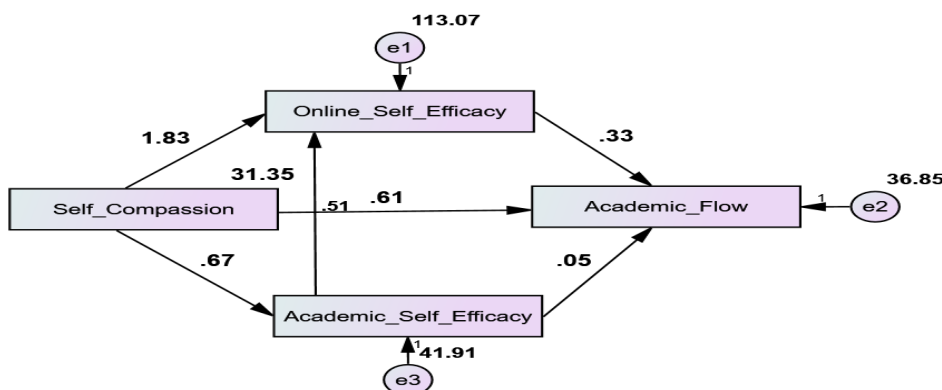 113.07
e1
1
Online_Self_Efficacy
1.83
.33
31.35
36.85
Self_Compassion
.51
.61
Academic_Flow
1
e2
.67
.05
Academic_Self_Efficacy
1
41.91
e3